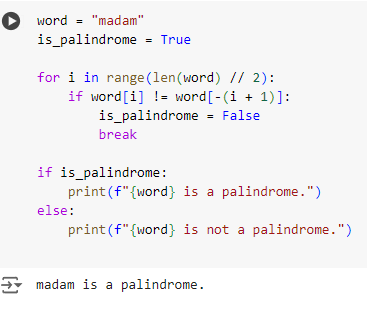 word = "madam"
is_palindrome = True

for i in range(len(word) // 2):
    if word[i] != word[-(i + 1)]:
        is_palindrome = False
        break

if is_palindrome:
    print(f"{word} is a palindrome.")
else:
    print(f"{word} is not a palindrome.")

madam is a palindrome.